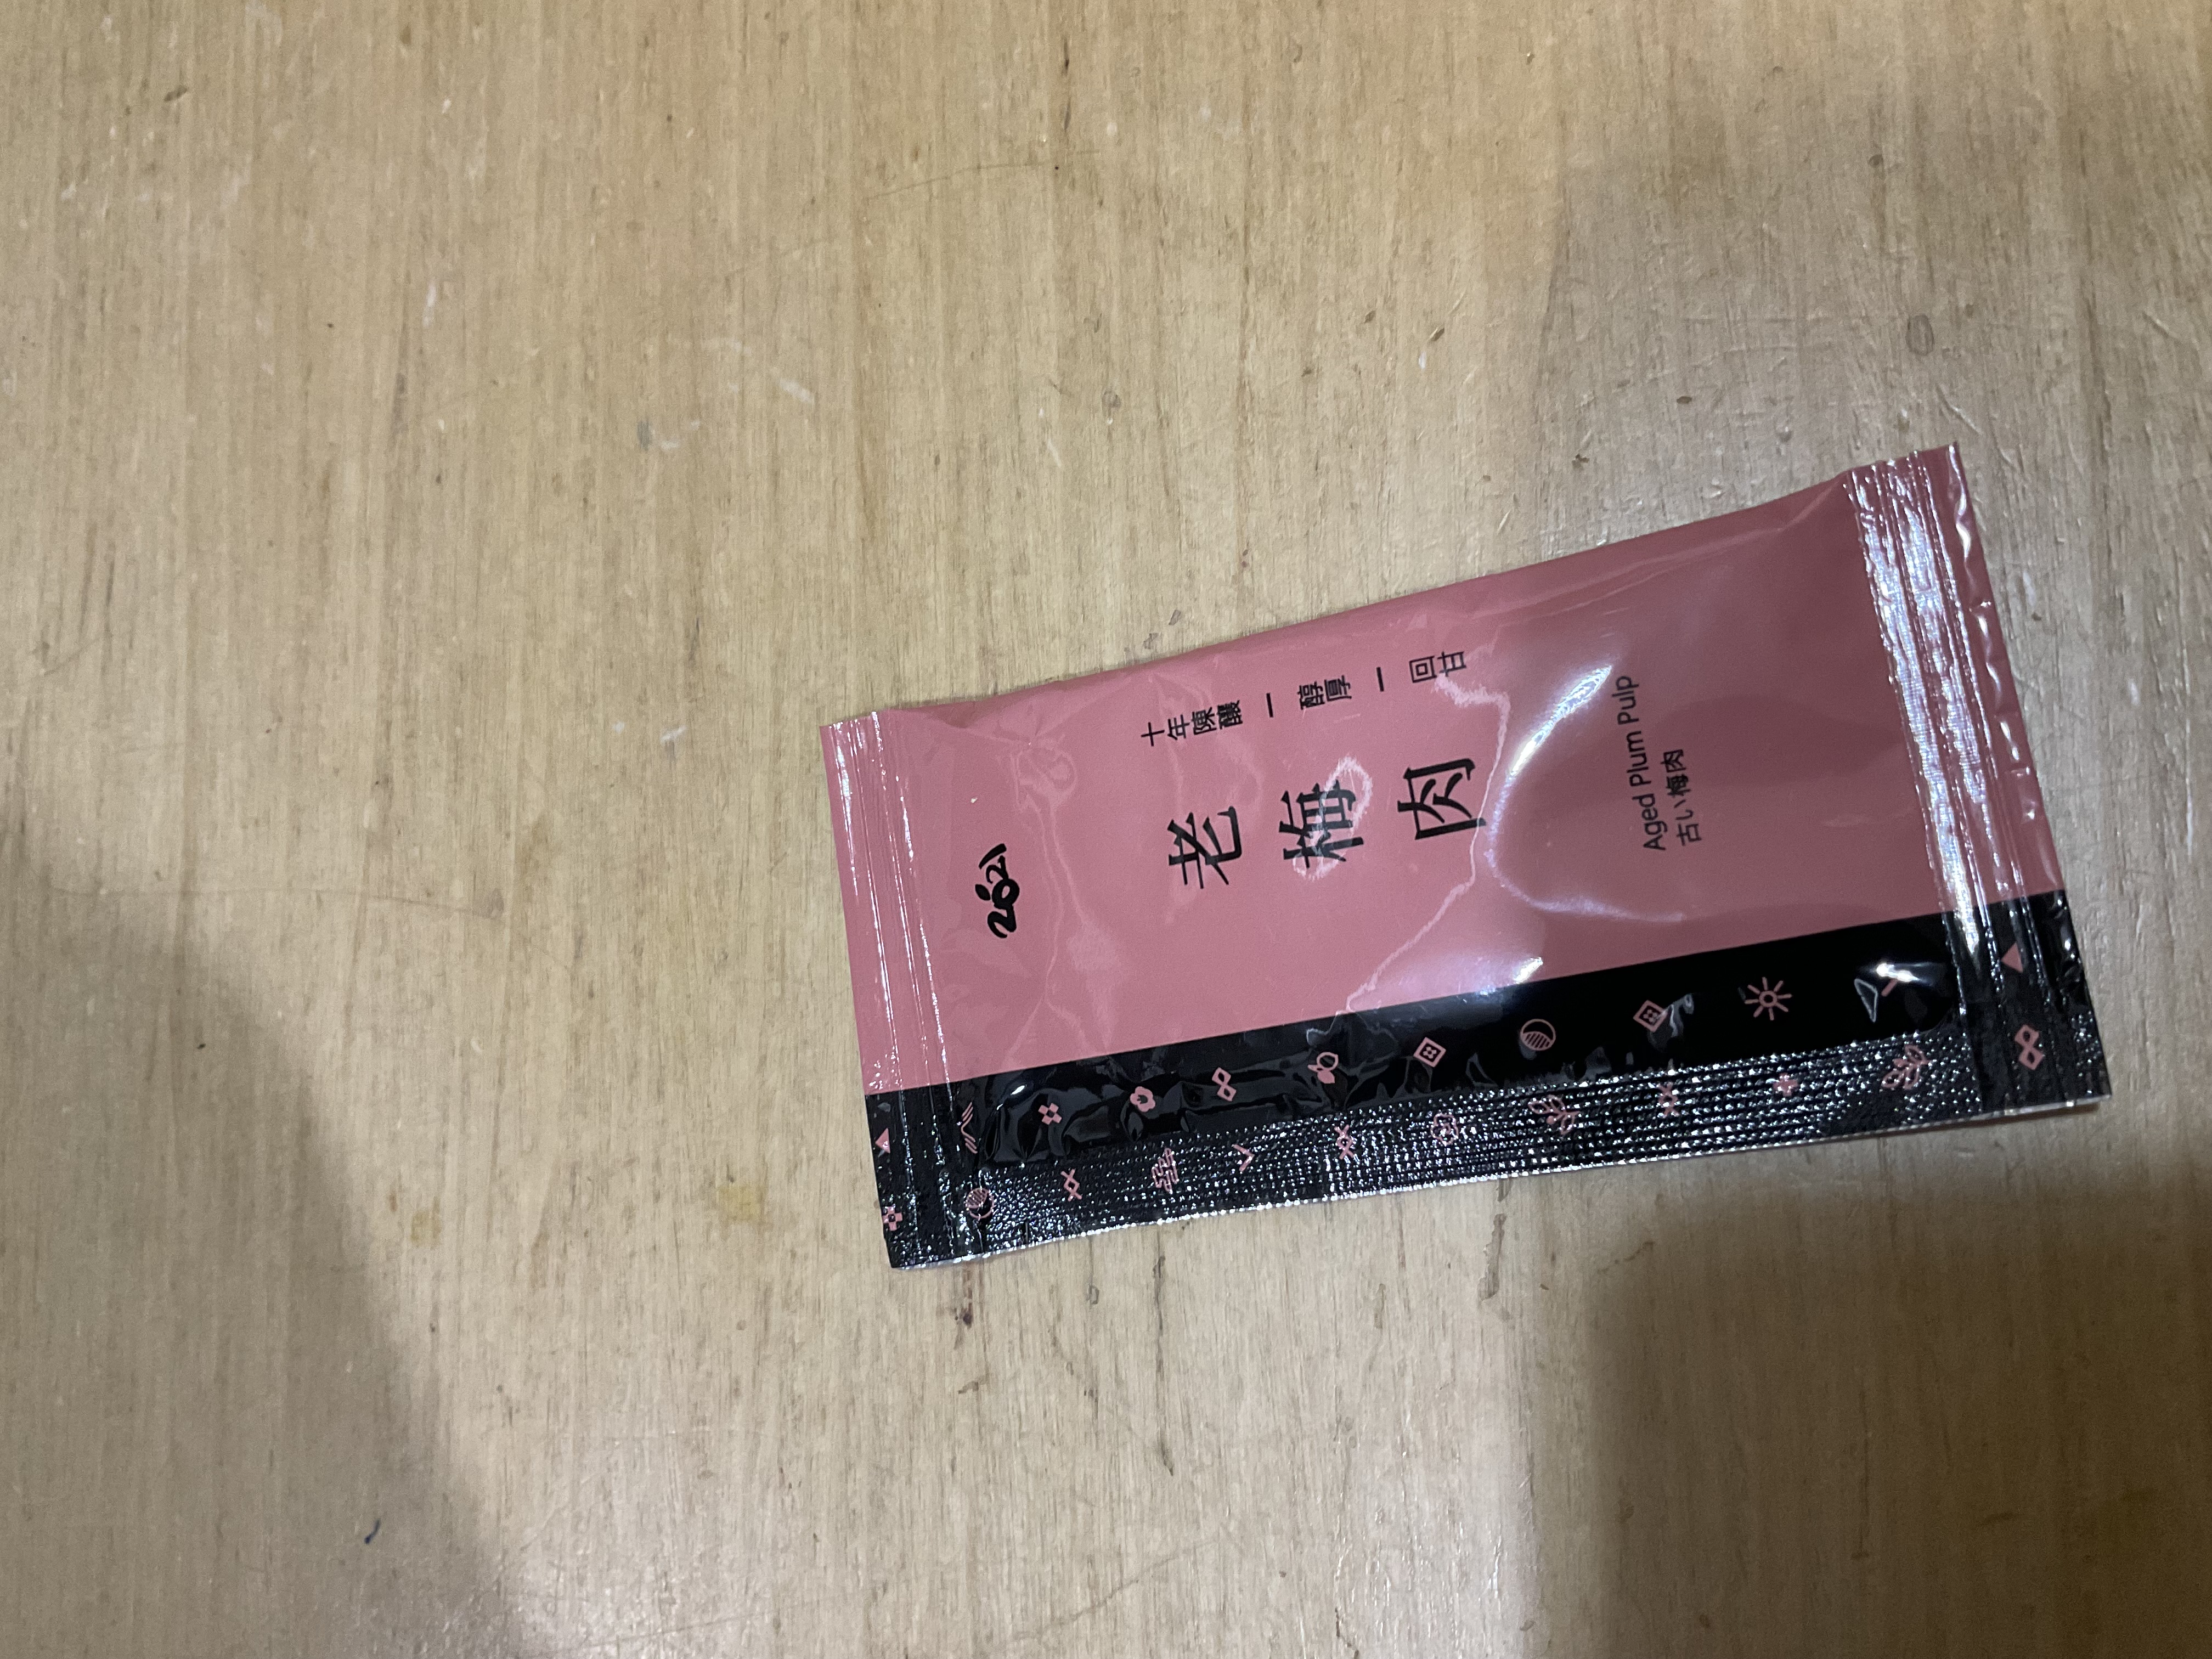 2021
十年陳釀 — 醇厚 — 回甘
老梅肉
Aged Plum Pulp
古い梅肉